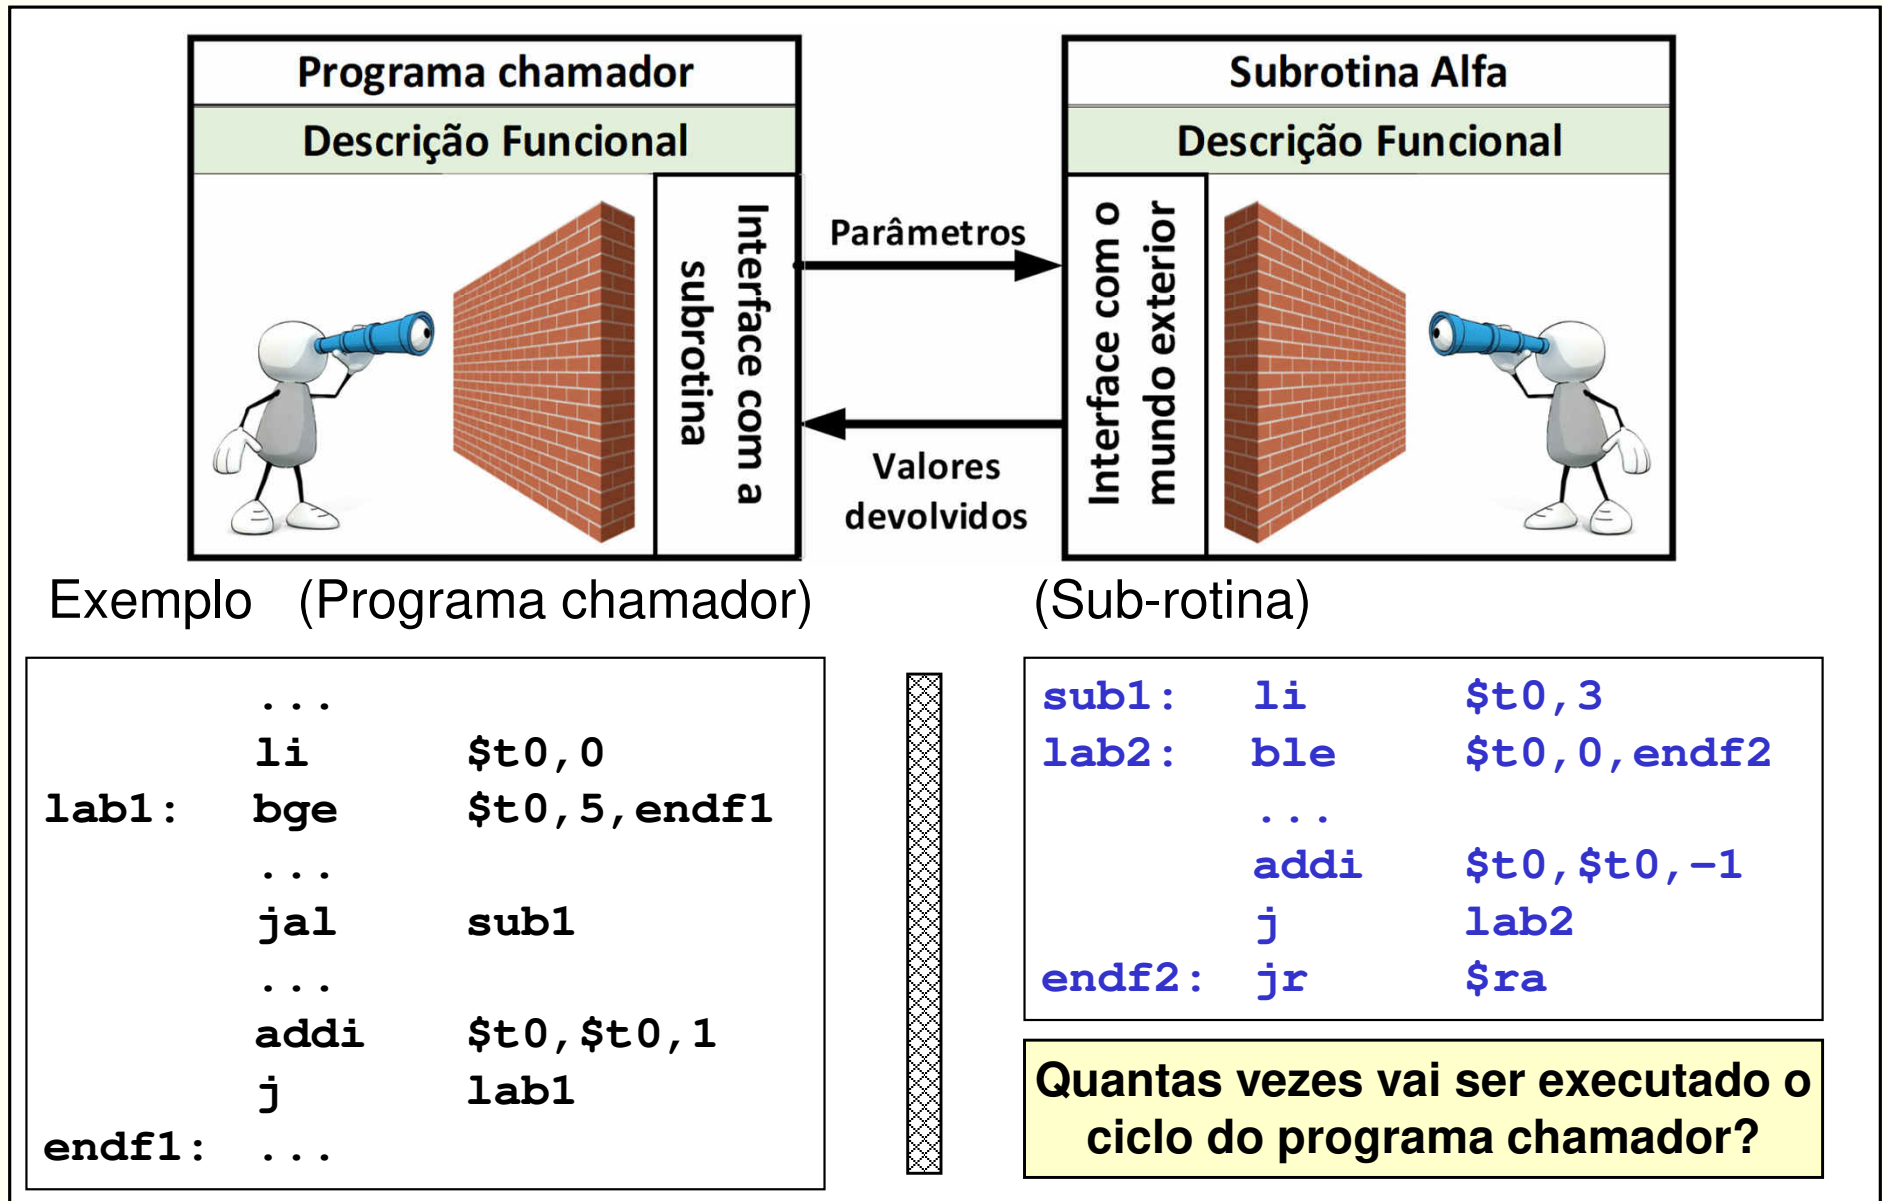 Programa chamador
Descrição Funcional
Interface com a
subrotina
Parâmetros
Valores
devolvidos
Subrotina Alfa
Descrição Funcional
Interface com o
mundo exterior
Exemplo (Programa chamador)
(Sub-rotina)
...
li $t0,0
lab1: bge $t0,5,endf1
...
jal sub1
...
addi $t0,$t0,1
j lab1
endf1: ...
sub1: li $t0,3
lab2: ble $t0,0,endf2
...
addi $t0,$t0,-1
j lab2
endf2: jr $ra
Quantas vezes vai ser executado o
ciclo do programa chamador?